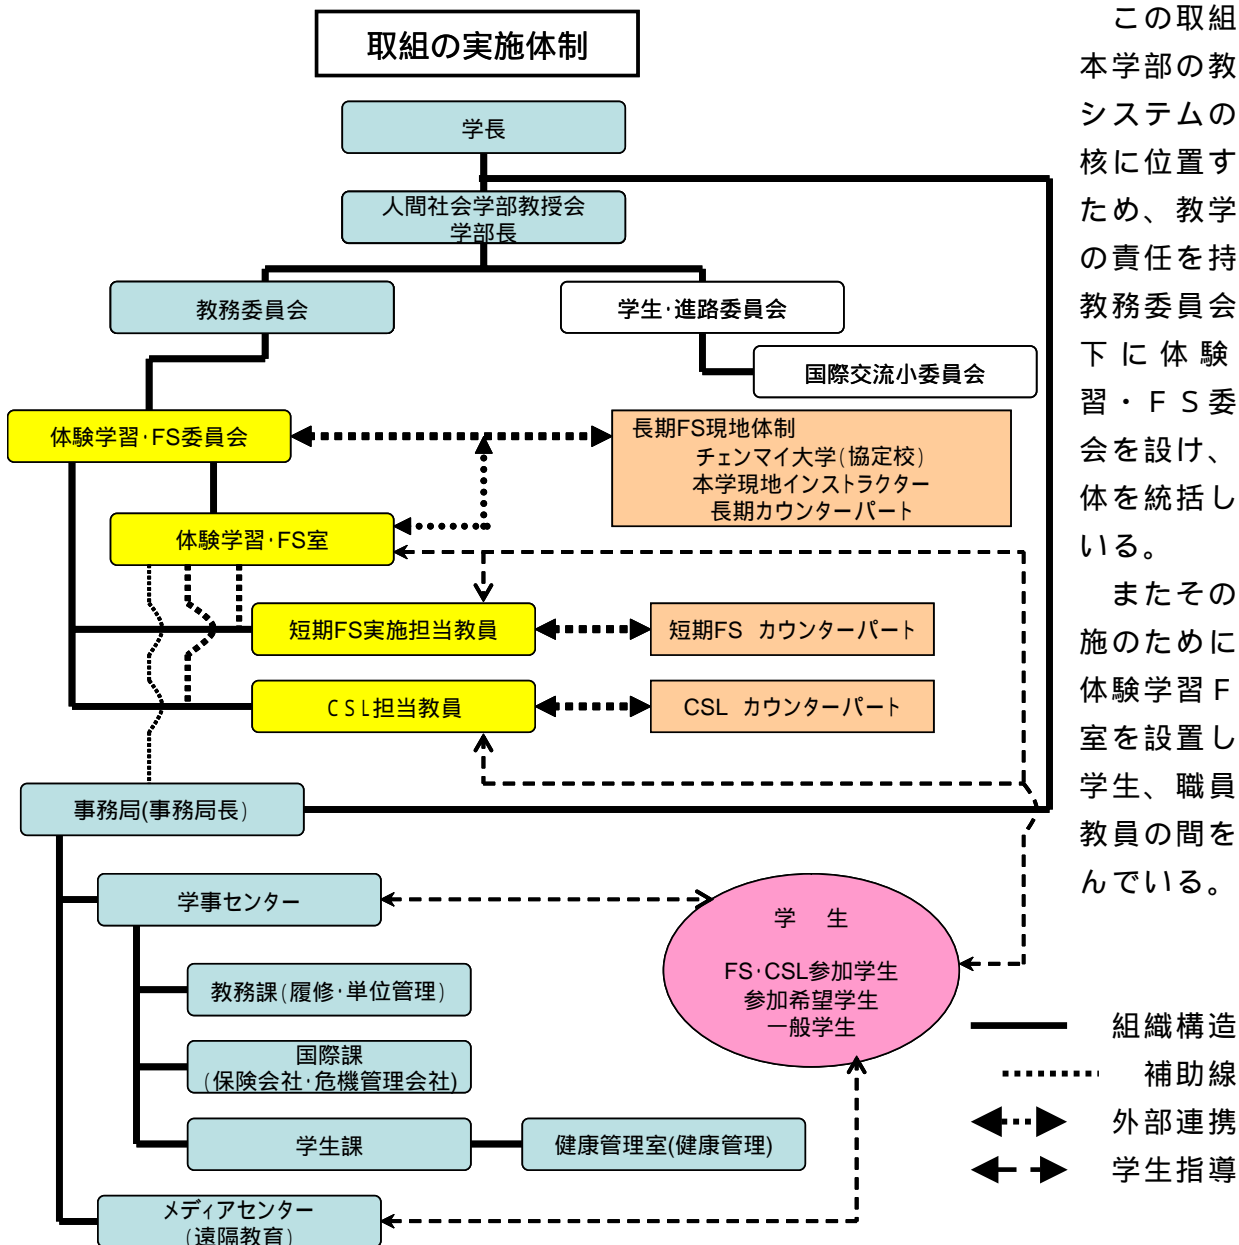 取組の実施体制
学長
人間社会学部教授会
学部長
教務委員会
学生・進路委員会
国際交流小委員会
体験学習・FS委員会
長期FS現地体制
チェンマイ大学(協定校)
本学現地インストラクター
長期カウンターパート
体験学習・FS室
短期FS実施担当教員
短期FS カウンターパート
CSL担当教員
CSL カウンターパート
事務局(事務局長)
学事センター
学 生
FS・CSL参加学生
参加希望学生
一般学生
教務課(履修・単位管理)
国際課
(保険会社・危機管理会社)
学生課
健康管理室(健康管理)
メディアセンター
(遠隔教育)
この取組
本学部の教
システムの
核に位置す
ため、教学
の責任を持
教務委員会
下に体験
習・FS委
会を設け、
体を統括し
いる。
またその
施のために
体験学習F
室を設置し
学生、職員
教員の間を
んでいる。
組織構造
補助線
外部連携
学生指導